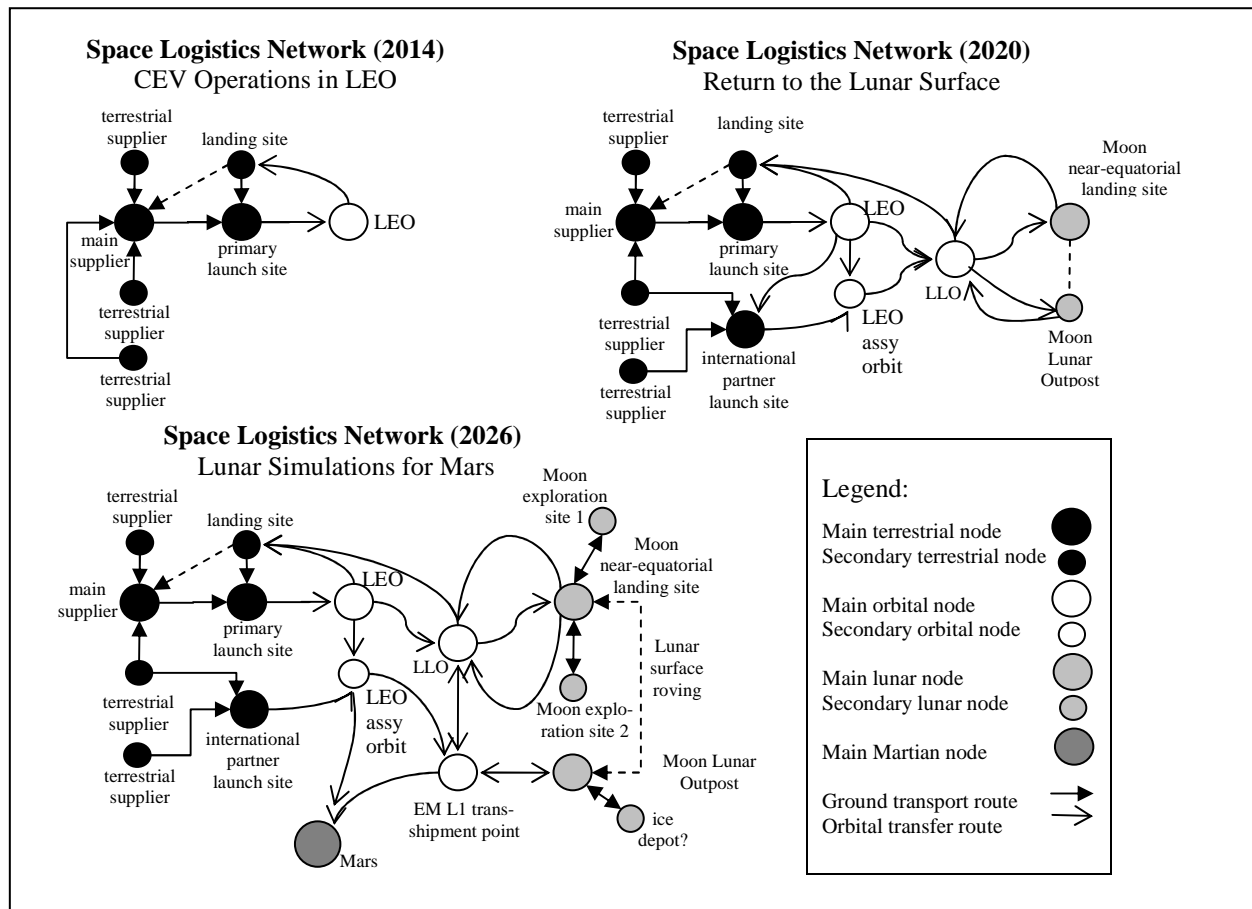 Space Logistics Network (2014)
CEV Operations in LEO
terrestrial
supplier
landing site
main
supplier
primary
launch site
LEO
terrestrial
supplier
terrestrial
supplier
Space Logistics Network (2020)
Return to the Lunar Surface
terrestrial
supplier
landing site
Moon
near-equatorial
landing site
main
supplier
LEO
primary
launch site
LLO
terrestrial
supplier
LEO
assy
orbit
international
partner
launch site
Moon
Lunar
Outpost
terrestrial
supplier
Space Logistics Network (2026)
Lunar Simulations for Mars
terrestrial
supplier
landing site
Moon
exploration
site 1
Moon
near-equatorial
landing site
main
supplier
LEO
primary
launch site
LLO
Lunar
surface
roving
terrestrial
supplier
LEO
assy
orbit
Moon explo-
ration site 2
international
partner
launch site
terrestrial
supplier
Moon Lunar
Outpost
EM L1 trans-
shipment point
ice
depot?
Mars
Legend:
Main terrestrial node
Secondary terrestrial node
Main orbital node
Secondary orbital node
Main lunar node
Secondary lunar node
Main Martian node
Ground transport route
Orbital transfer route